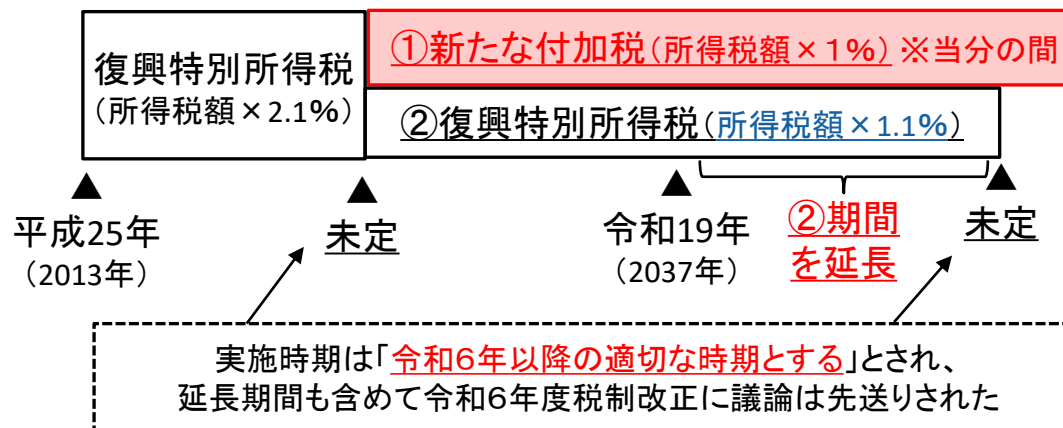 復興特別所得税
（所得税額×2.1%）
①新たな付加税（所得税額×１％）※当分の間
②復興特別所得税（所得税額×1.1%）
▲
▲
▲
▲
平成25年
（2013年）
未定
令和19年
（2037年）
②期間
を延長
未定
実施時期は「令和６年以降の適切な時期とする」とされ、
延長期間も含めて令和６年度税制改正に議論は先送りされた